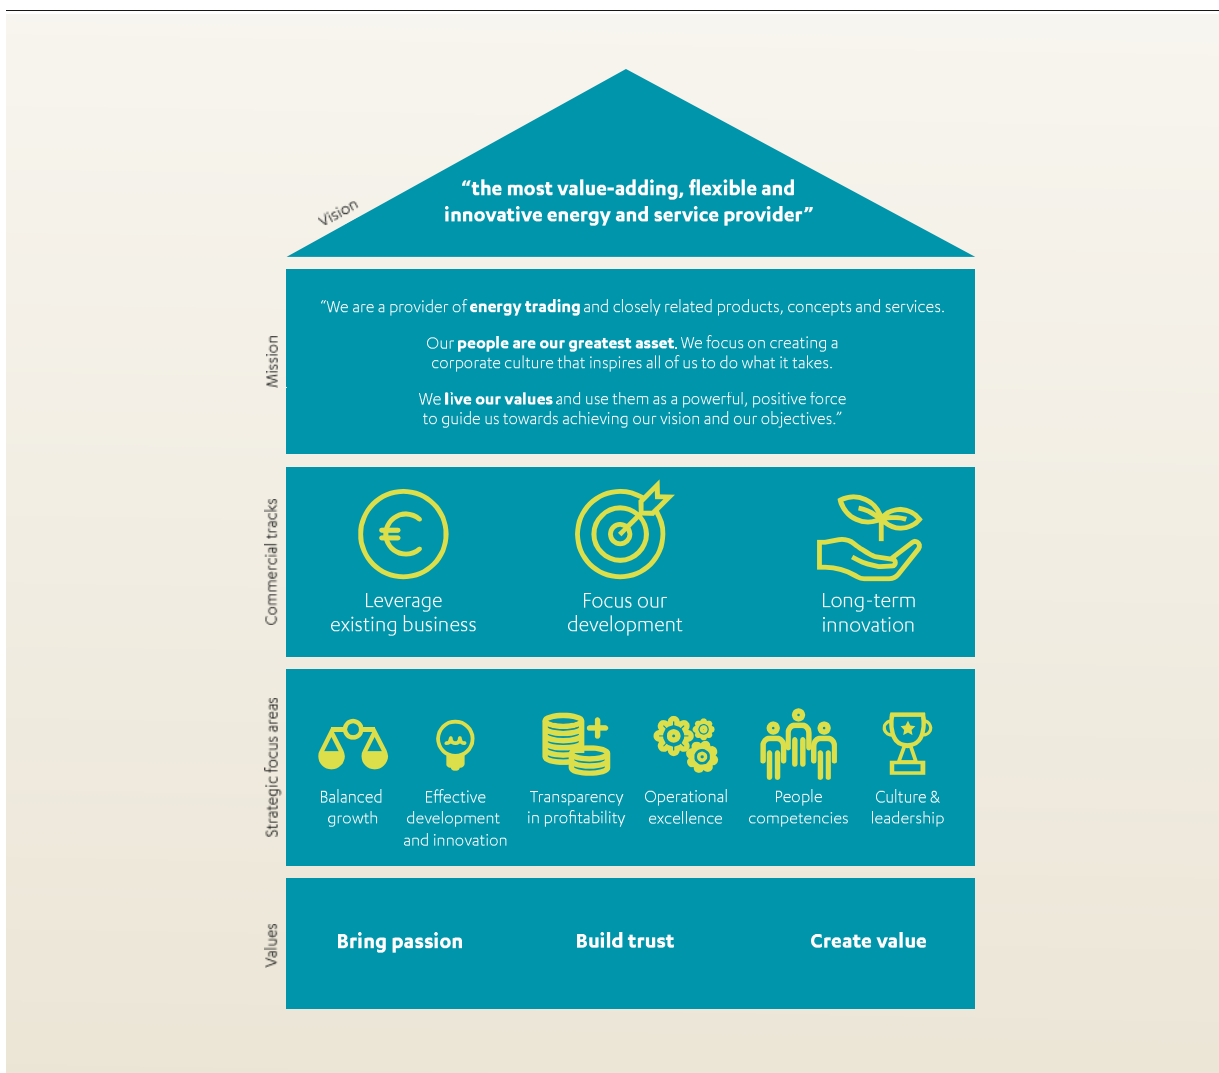 Vision
“the most value-adding, flexible and
innovative energy and service provider”
Mission
“We are a provider of energy trading and closely related products, concepts and services.
Our people are our greatest asset. We focus on creating a
corporate culture that inspires all of us to do what it takes.
We live our values and use them as a powerful, positive force
to guide us towards achieving our vision and our objectives.”
Commercial tracks
Leverage
existing business
Focus our
development
Long-term
innovation
Strategic focus areas
Balanced
growth
Effective
development
and innovation
Transparency
in profitability
Operational
excellence
People
competencies
Culture &
leadership
Values
Bring passion
Build trust
Create value